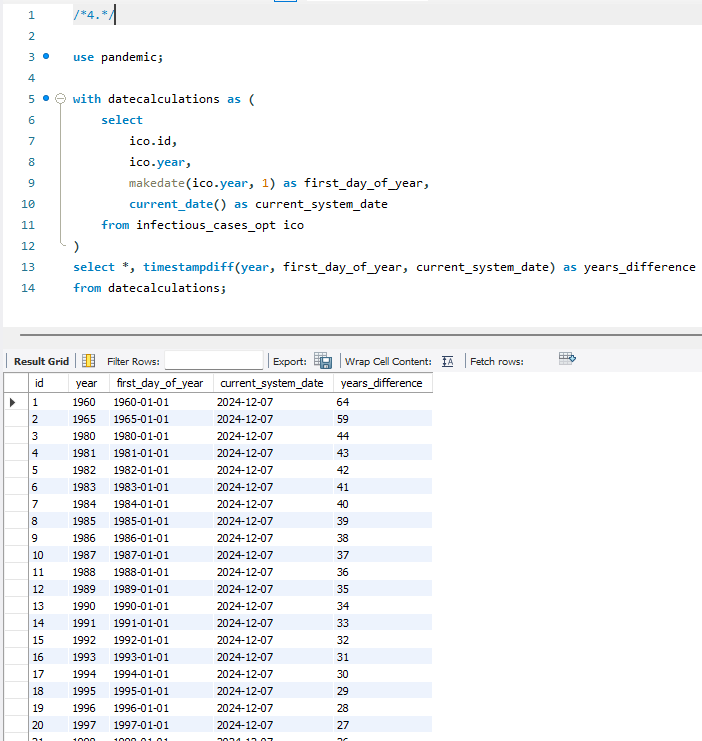 1 /*4.*/
2
3 use pandemic;
4
5 with datecalculations as (
6 select
7 ico.id,
8 ico.year,
9 makedate(ico.year, 1) as first_day_of_year,
10 current_date() as current_system_date
11 from infectious_cases_opt ico
12 )
13 select *, timestampdiff(year, first_day_of_year, current_system_date) as years_difference
14 from datecalculations;
Result Grid Filter Rows: Export: Wrap Cell Content: Fetch rows:
id year first_day_of_year current_system_date years_difference
1 1960 1960-01-01 2024-12-07 64
2 1965 1965-01-01 2024-12-07 59
3 1980 1980-01-01 2024-12-07 44
4 1981 1981-01-01 2024-12-07 43
5 1982 1982-01-01 2024-12-07 42
6 1983 1983-01-01 2024-12-07 41
7 1984 1984-01-01 2024-12-07 40
8 1985 1985-01-01 2024-12-07 39
9 1986 1986-01-01 2024-12-07 38
10 1987 1987-01-01 2024-12-07 37
11 1988 1988-01-01 2024-12-07 36
12 1989 1989-01-01 2024-12-07 35
13 1990 1990-01-01 2024-12-07 34
14 1991 1991-01-01 2024-12-07 33
15 1992 1992-01-01 2024-12-07 32
16 1993 1993-01-01 2024-12-07 31
17 1994 1994-01-01 2024-12-07 30
18 1995 1995-01-01 2024-12-07 29
19 1996 1996-01-01 2024-12-07 28
20 1997 1997-01-01 2024-12-07 27